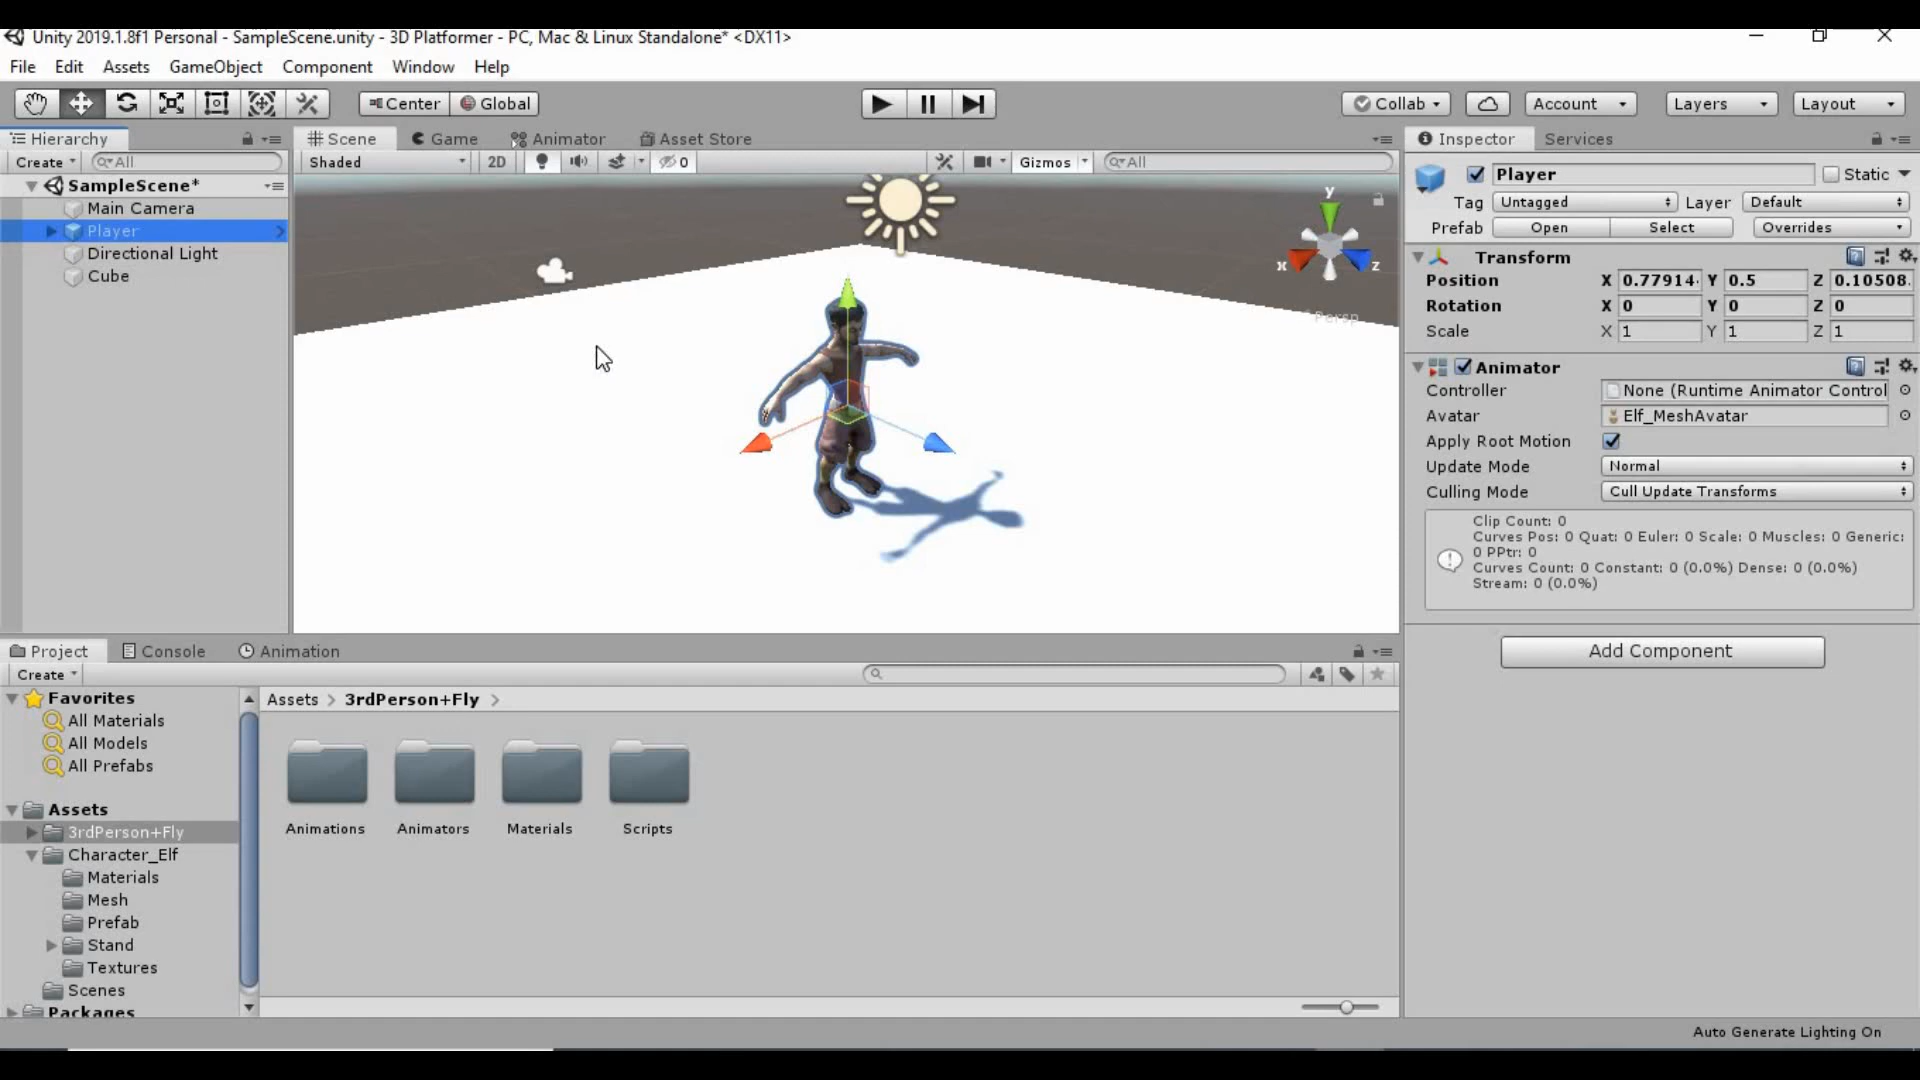 Unity 2019.1.8f1 Personal - SampleScene.unity - 3D Platformer - PC, Mac & Linux Standalone* <DX11>
File Edit Assets GameObject Component Window Help
Center Global Collab Account Layers Layout
Hierarchy
Create All
SampleScene*
Main Camera
Player
Directional Light
Cube
Scene Game Animator Asset Store
Shaded 2D 0 Gizmos All
y
x z
Persp
Inspector Services
Player Static
Tag Untagged Layer Default
Prefab Open Select Overrides
Transform
Position X 0.77914 Y 0.5 Z 0.10508
Rotation X 0 Y 0 Z 0
Scale X 1 Y 1 Z 1
Animator
Controller None (Runtime Animator Control
Avatar Elf_MeshAvatar
Apply Root Motion
Update Mode Normal
Culling Mode Cull Update Transforms
Clip Count: 0
Curves Pos: 0 Quat: 0 Euler: 0 Scale: 0 Muscles: 0 Generic:
0 PPtr: 0
Curves Count: 0 Constant: 0 (0.0%) Dense: 0 (0.0%)
Stream: 0 (0.0%)
Add Component
Project Console Animation
Create
Favorites
All Materials
All Models
All Prefabs
Assets
3rdPerson+Fly
Character_Elf
Materials
Mesh
Prefab
Stand
Textures
Scenes
Packages
Assets > 3rdPerson+Fly >
Animations Animators Materials Scripts
Auto Generate Lighting On